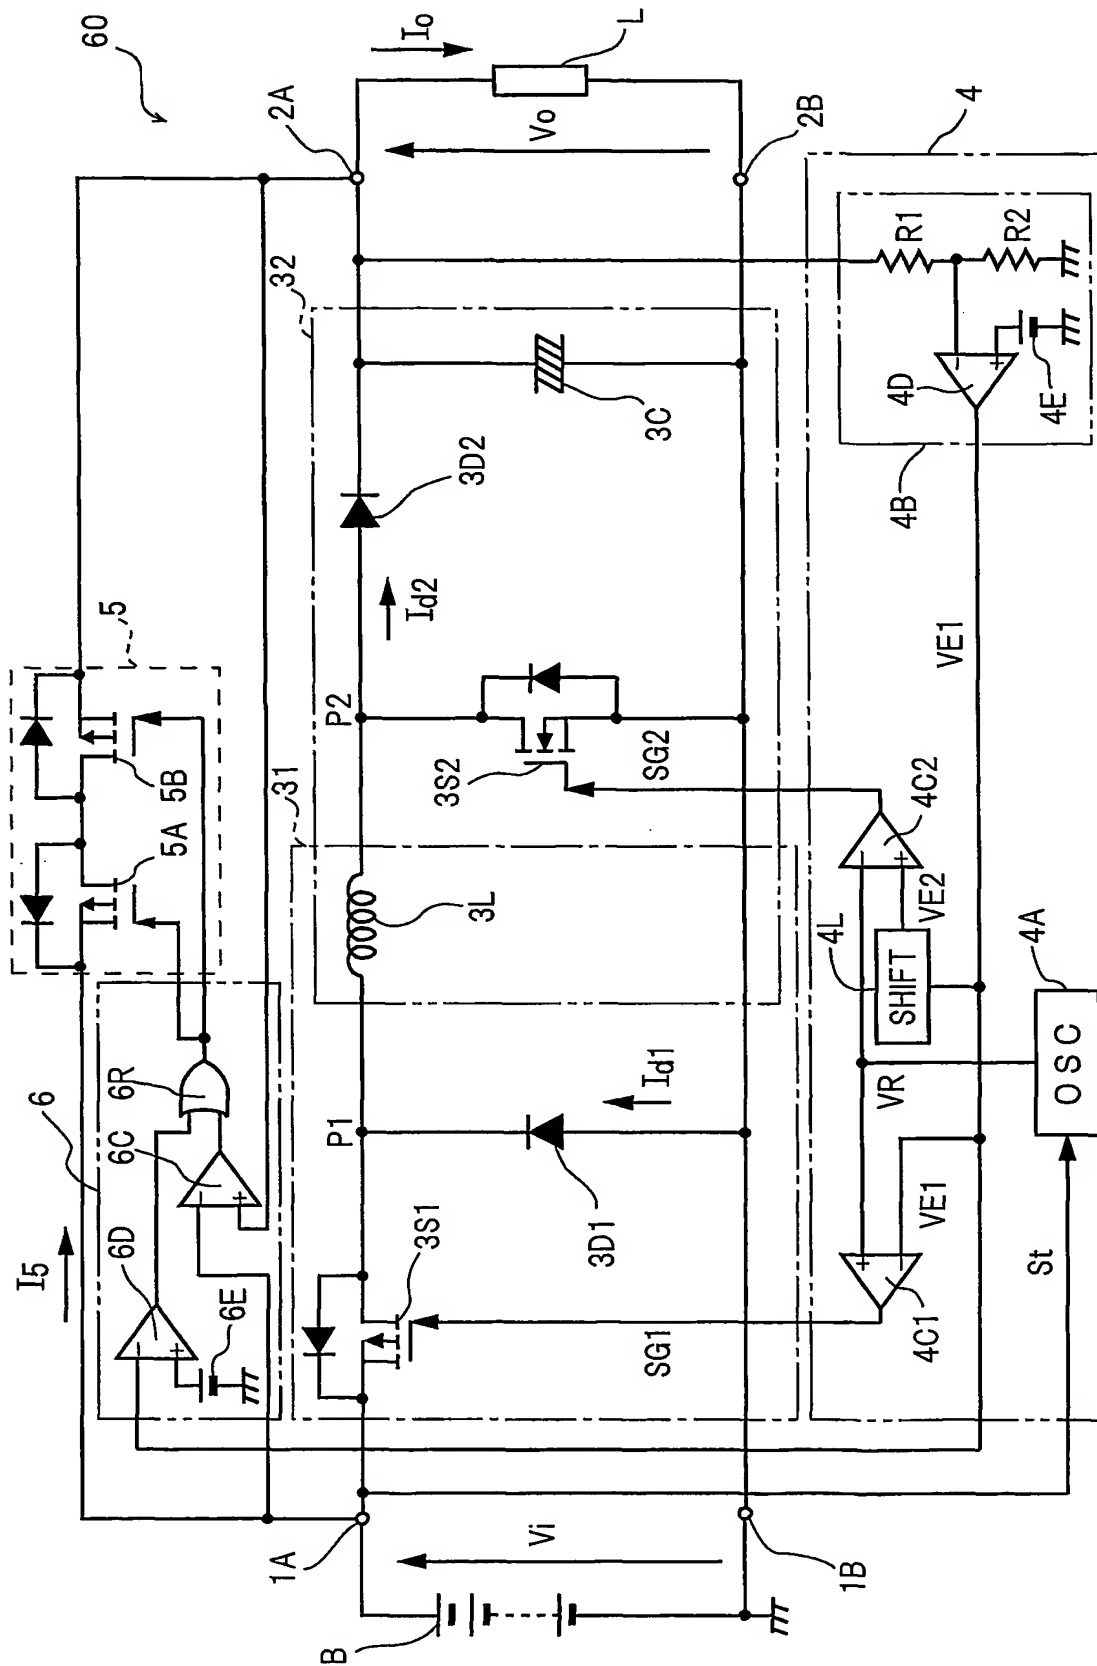 60
I5
6
6D
6E
6C
6R
5
5A
5B
31
32
2A
Io
L
Vo
2B
1A
Vi
B
1B
3S1
SG1
P1
3D1
Id1
3L
P2
3S2
SG2
Id2
3D2
3C
4
R1
R2
4D
4E
4B
VE1
4C2
VE2
4L
SHIFT
VR
VE1
4C1
4A
OSC
St